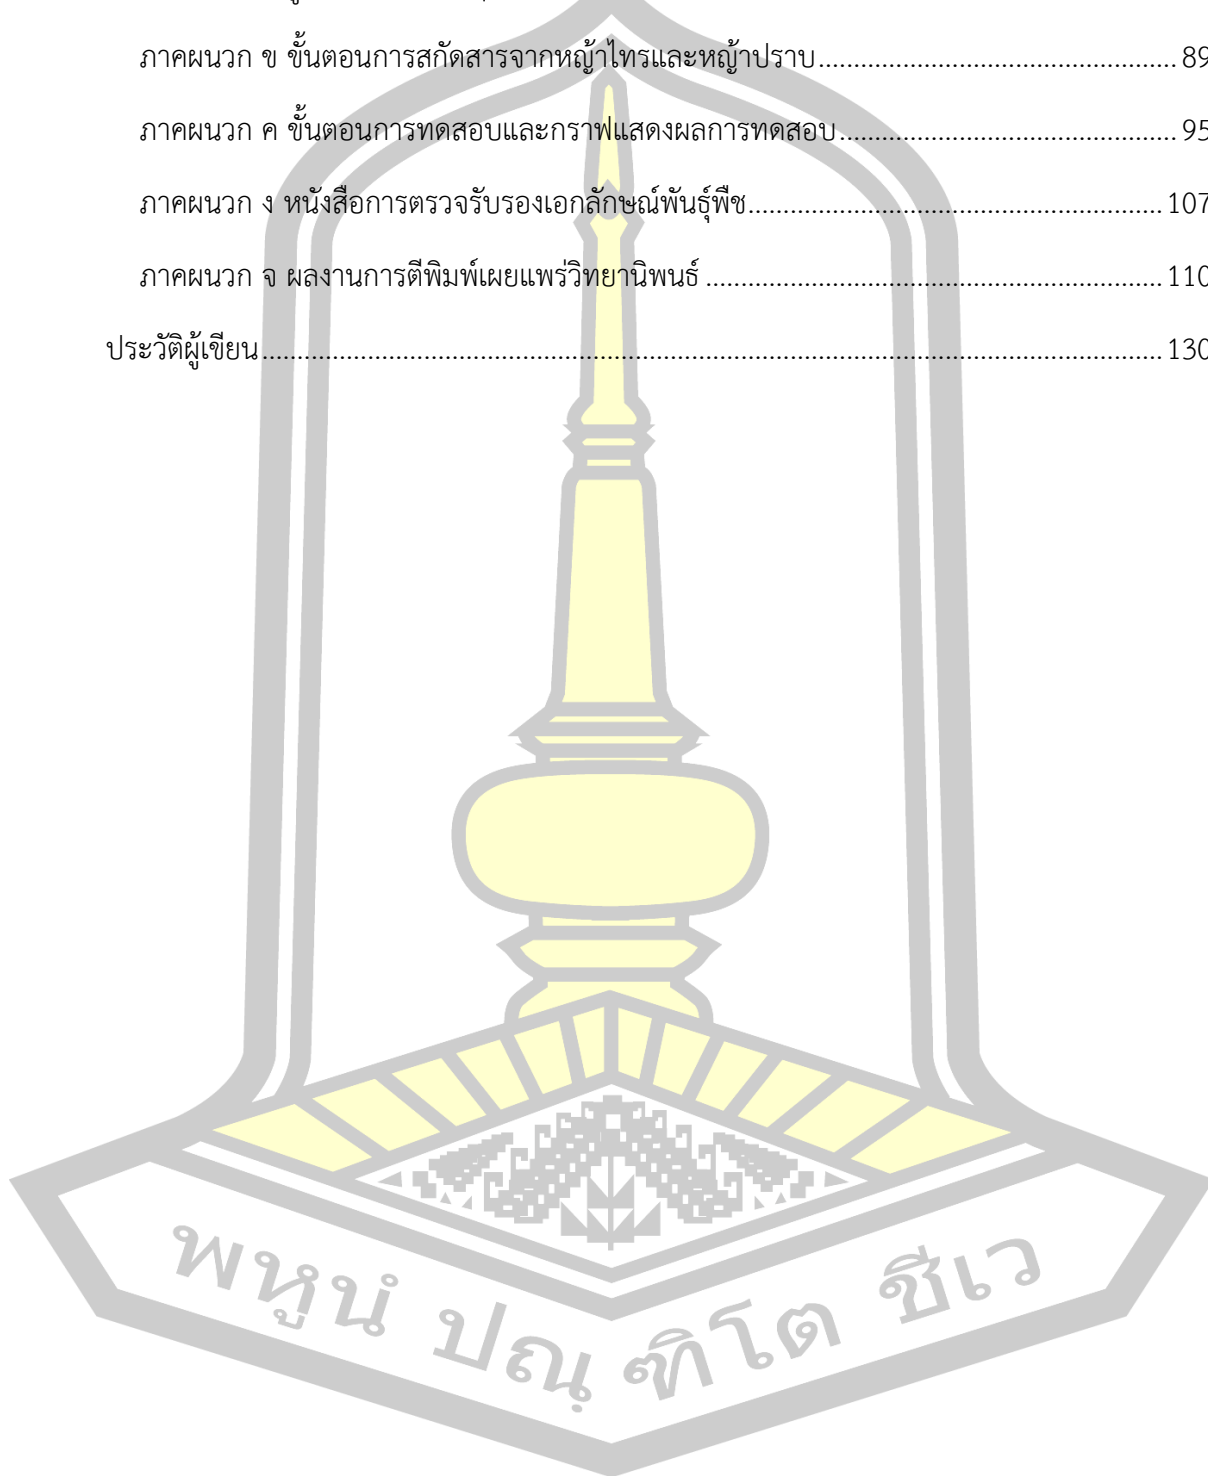 ภาคผนวก ข ขั้นตอนการสกัดสารจากหญ้าไทรและหญ้าปราบ 89
ภาคผนวก ค ขั้นตอนการทดสอบและกราฟแสดงผลการทดสอบ 95
ภาคผนวก ง หนังสือการตรวจรับรองเอกลักษณ์พันธุ์พืช 107
ภาคผนวก จ ผลงานการตีพิมพ์เผยแพร่วิทยานิพนธ์ 110
ประวัติผู้เขียน 130
พหูนํ ปณฺ ฑิโต ชีเว